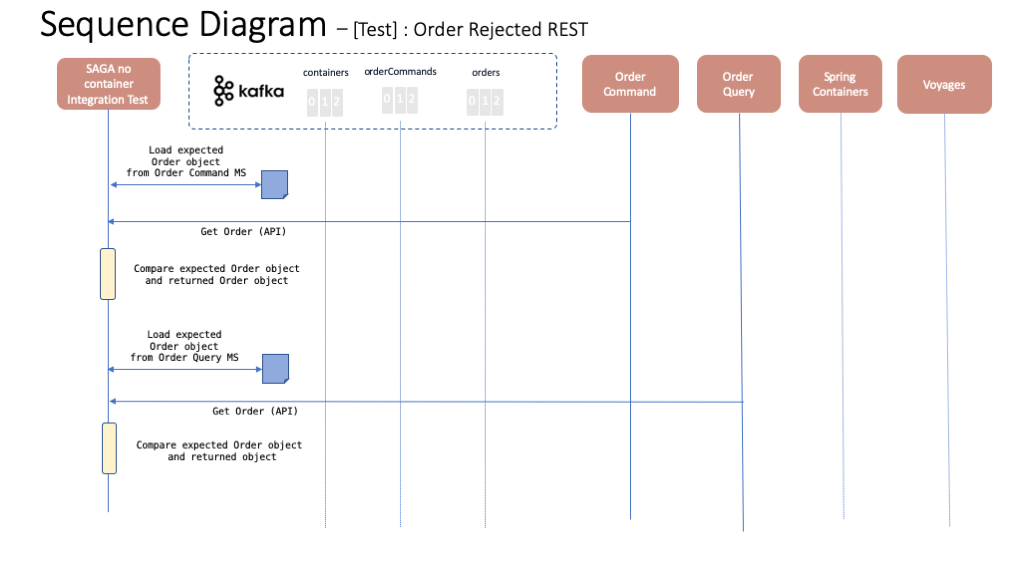 Sequence Diagram – [Test] : Order Rejected REST
SAGA no
container
Integration Test
kafka
containers
0 1 2
orderCommands
0 1 2
orders
0 1 2
Order
Command
Order
Query
Spring
Containers
Voyages
Load expected
Order object
from Order Command MS
Get Order (API)
Compare expected Order object
and returned Order object
Load expected
Order object
from Order Query MS
Get Order (API)
Compare expected Order object
and returned object